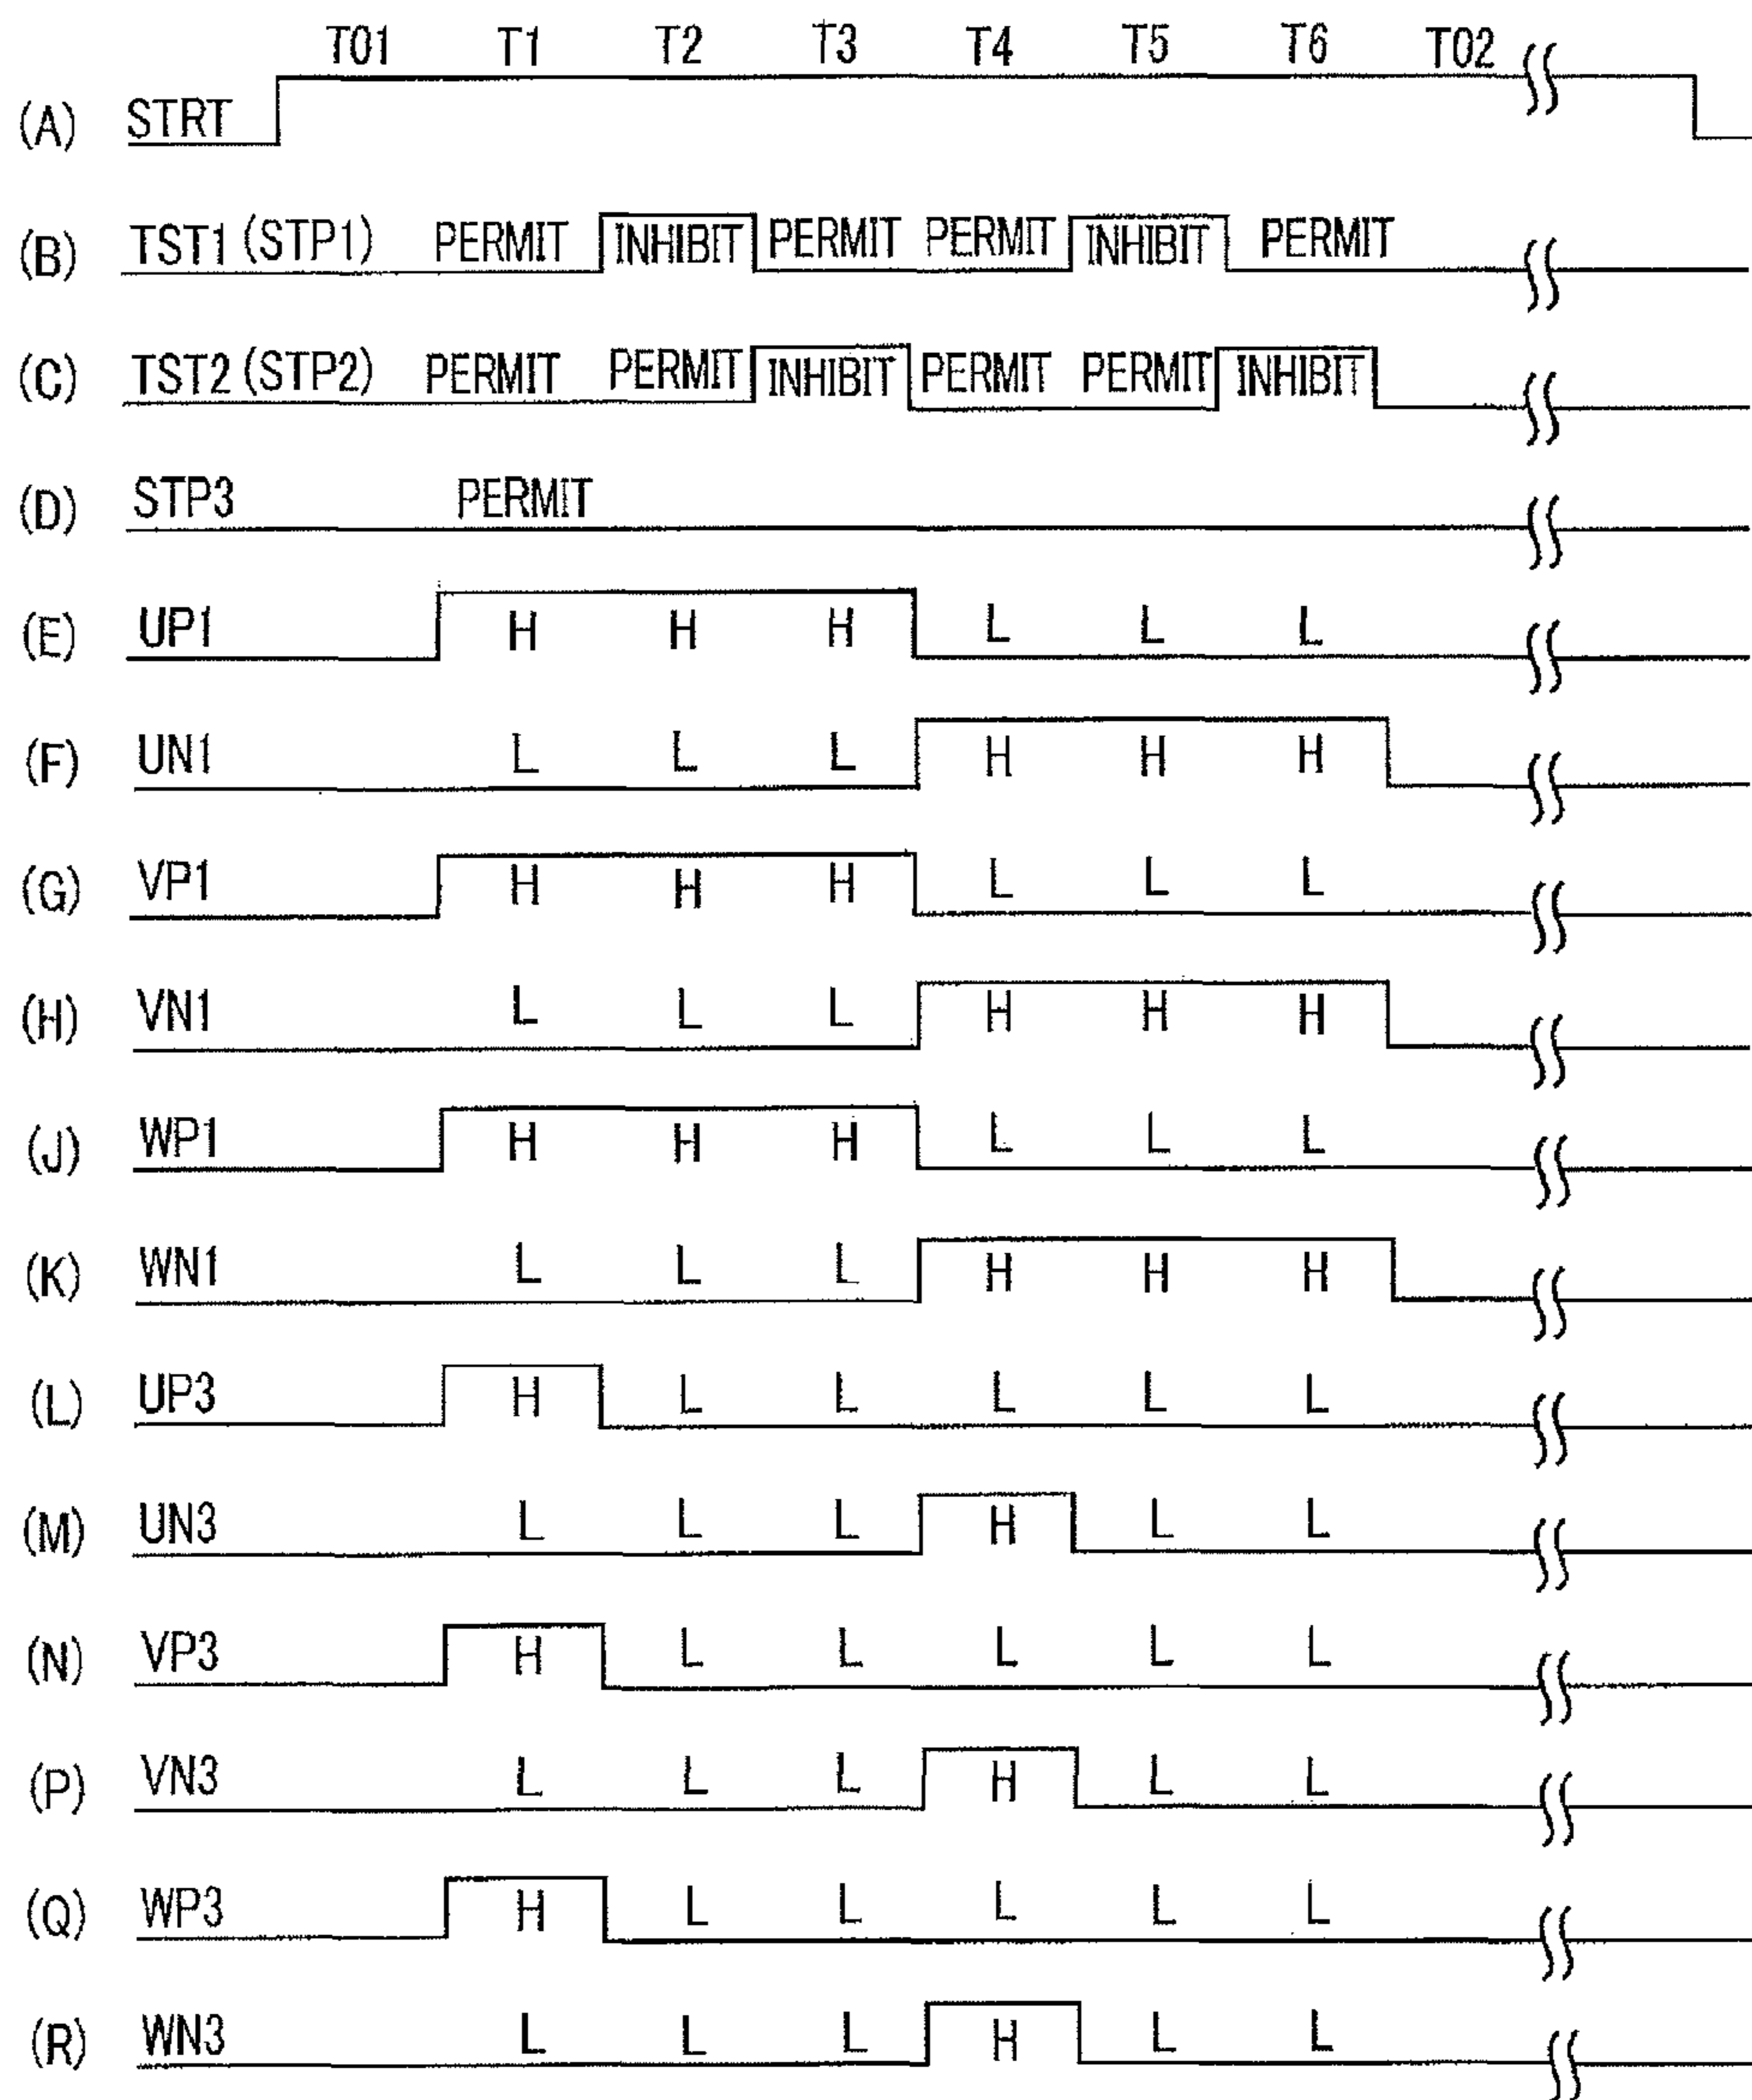 T01 T1 T2 T3 T4 T5 T6 T02
(A) STRT
(B) TST1 (STP1) PERMIT INHIBIT PERMIT PERMIT INHIBIT PERMIT
(C) TST2 (STP2) PERMIT PERMIT INHIBIT PERMIT PERMIT INHIBIT
(D) STP3 PERMIT
(E) UP1 H H H L L L
(F) UN1 L L L H H H
(G) VP1 H H H L L L
(H) VN1 L L L H H H
(J) WP1 H H H L L L
(K) WN1 L L L H H H
(L) UP3 H L L L L L
(M) UN3 L L L H L L
(N) VP3 H L L L L L
(P) VN3 L L L H L L
(Q) WP3 H L L L L L
(R) WN3 L L L H L L